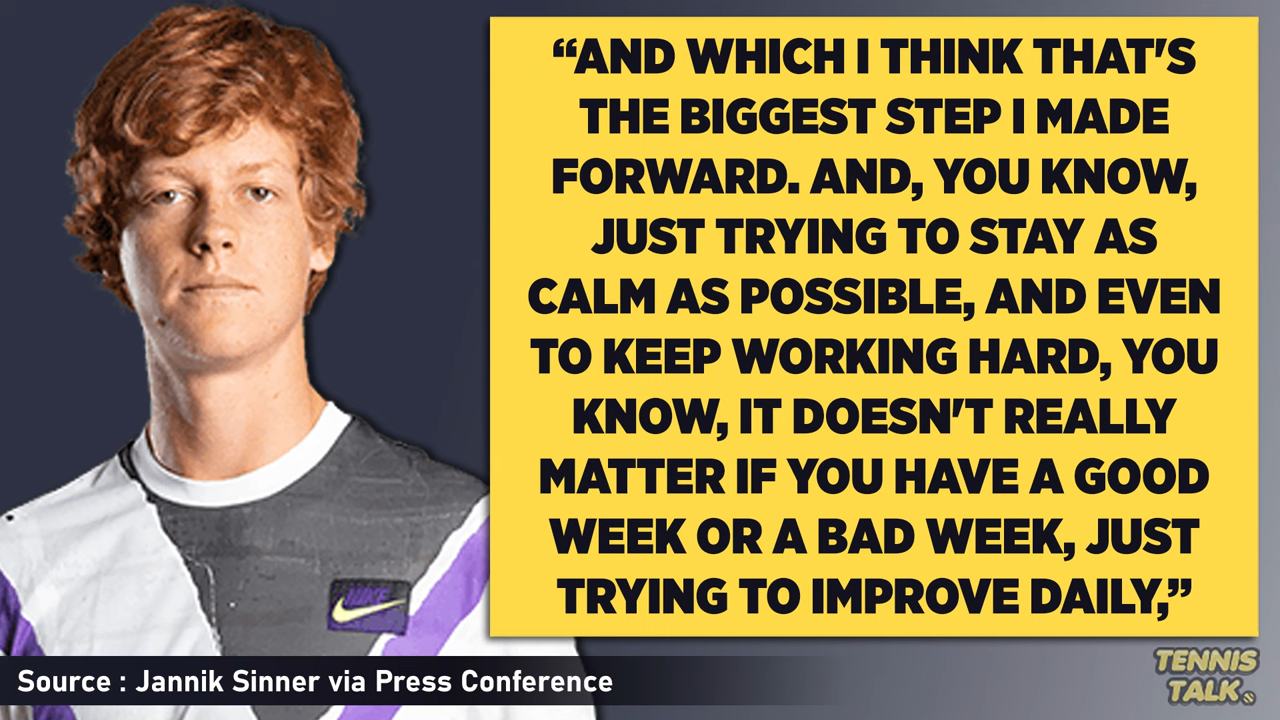 “AND WHICH I THINK THAT'S
THE BIGGEST STEP I MADE
FORWARD. AND, YOU KNOW,
JUST TRYING TO STAY AS
CALM AS POSSIBLE, AND EVEN
TO KEEP WORKING HARD, YOU
KNOW, IT DOESN'T REALLY
MATTER IF YOU HAVE A GOOD
WEEK OR A BAD WEEK, JUST
TRYING TO IMPROVE DAILY,”
NIKE
Source : Jannik Sinner via Press Conference
TENNIS
TALK